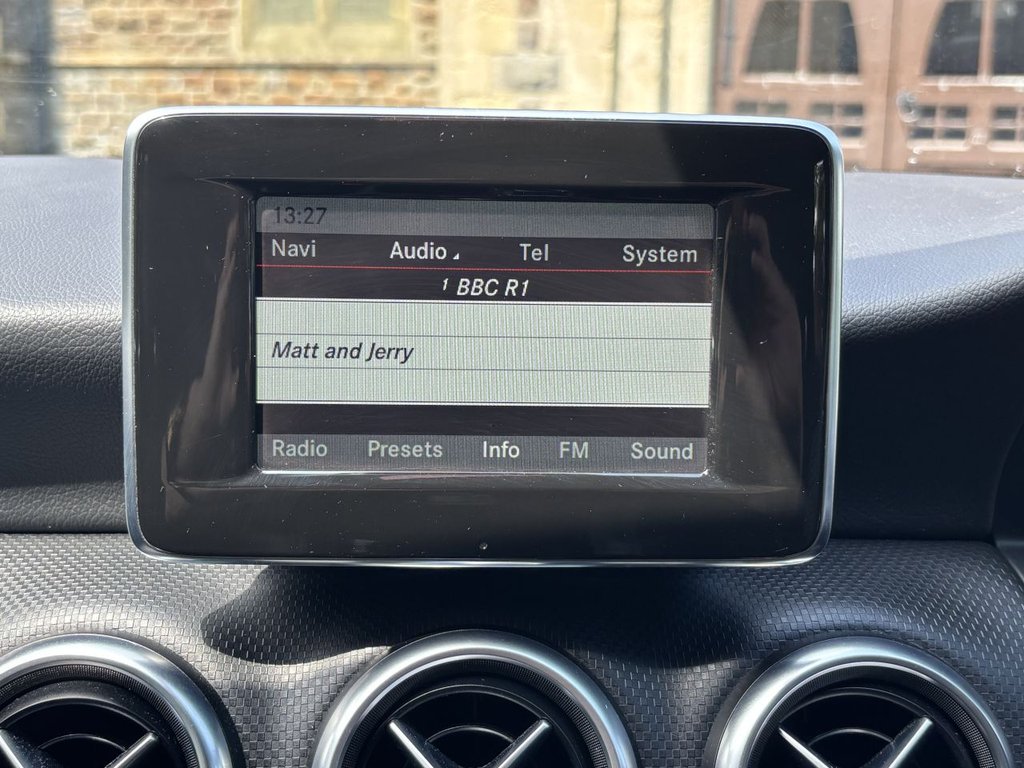 13:27
Navi Audio Tel System
1 BBC R1
Matt and Jerry
Radio Presets Info FM Sound